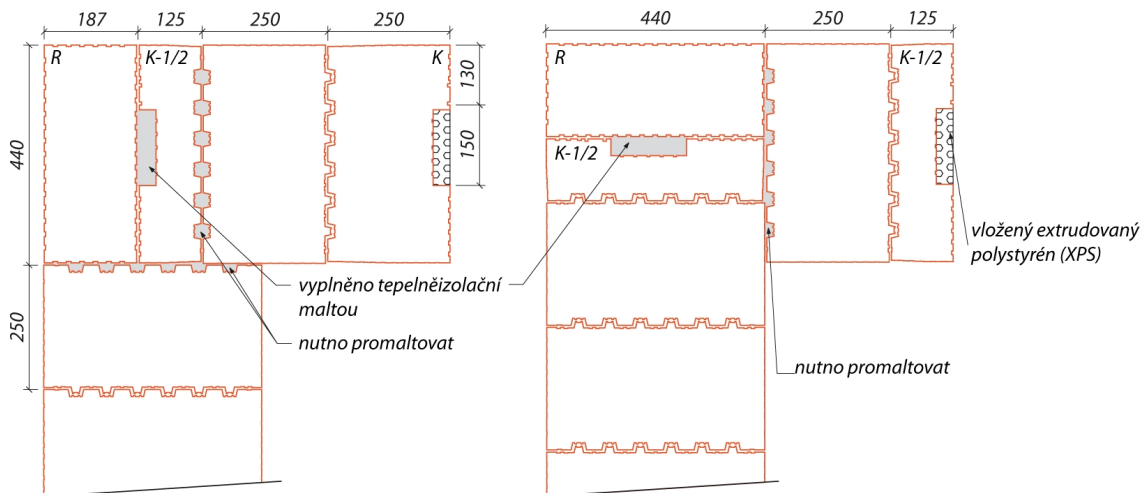 187 125 250 250
R K-1/2 K
130
150
440
250
vyplněno tepelněizolační
maltou
nutno promaltovat
440 250 125
R K-1/2
K-1/2
vložený extrudovaný
polystyrén (XPS)
nutno promaltovat